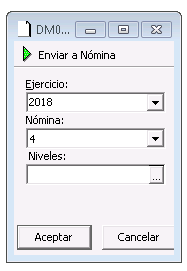 DM0...
Enviar a Nómina
Ejercicio:
2018
Nómina:
4
Niveles:
...
Aceptar
Cancelar